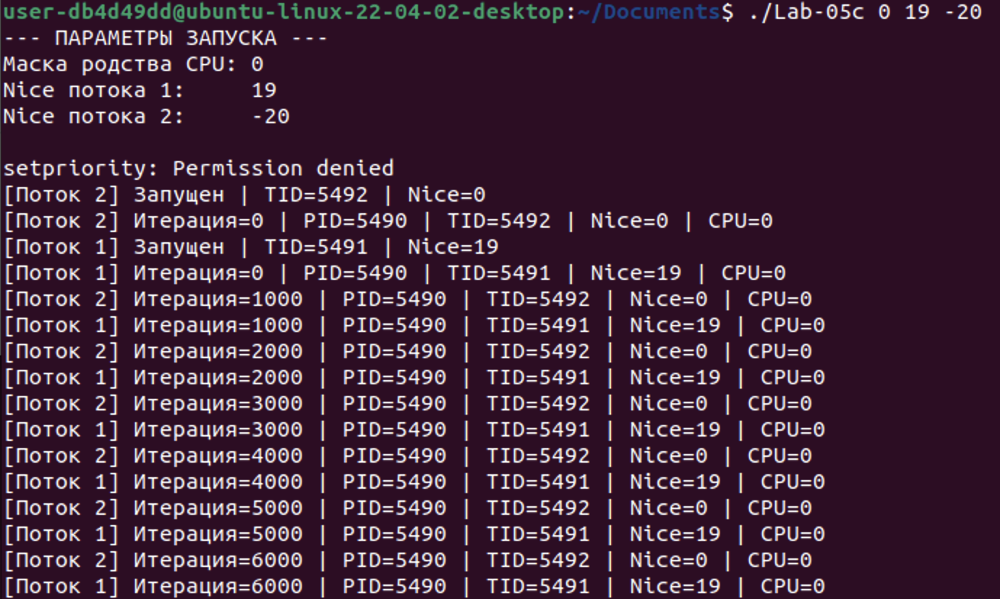 user-db4d49dd@ubuntu-linux-22-04-02-desktop:~/Documents$ ./Lab-05c 0 19 -20
--- ПАРАМЕТРЫ ЗАПУСКА ---
Маска родства CPU: 0
Nice потока 1:     19
Nice потока 2:     -20
setpriority: Permission denied
[Поток 2] Запущен | TID=5492 | Nice=0
[Поток 2] Итерация=0 | PID=5490 | TID=5492 | Nice=0 | CPU=0
[Поток 1] Запущен | TID=5491 | Nice=19
[Поток 1] Итерация=0 | PID=5490 | TID=5491 | Nice=19 | CPU=0
[Поток 2] Итерация=1000 | PID=5490 | TID=5492 | Nice=0 | CPU=0
[Поток 1] Итерация=1000 | PID=5490 | TID=5491 | Nice=19 | CPU=0
[Поток 2] Итерация=2000 | PID=5490 | TID=5492 | Nice=0 | CPU=0
[Поток 1] Итерация=2000 | PID=5490 | TID=5491 | Nice=19 | CPU=0
[Поток 2] Итерация=3000 | PID=5490 | TID=5492 | Nice=0 | CPU=0
[Поток 1] Итерация=3000 | PID=5490 | TID=5491 | Nice=19 | CPU=0
[Поток 2] Итерация=4000 | PID=5490 | TID=5492 | Nice=0 | CPU=0
[Поток 1] Итерация=4000 | PID=5490 | TID=5491 | Nice=19 | CPU=0
[Поток 2] Итерация=5000 | PID=5490 | TID=5492 | Nice=0 | CPU=0
[Поток 1] Итерация=5000 | PID=5490 | TID=5491 | Nice=19 | CPU=0
[Поток 2] Итерация=6000 | PID=5490 | TID=5492 | Nice=0 | CPU=0
[Поток 1] Итерация=6000 | PID=5490 | TID=5491 | Nice=19 | CPU=0